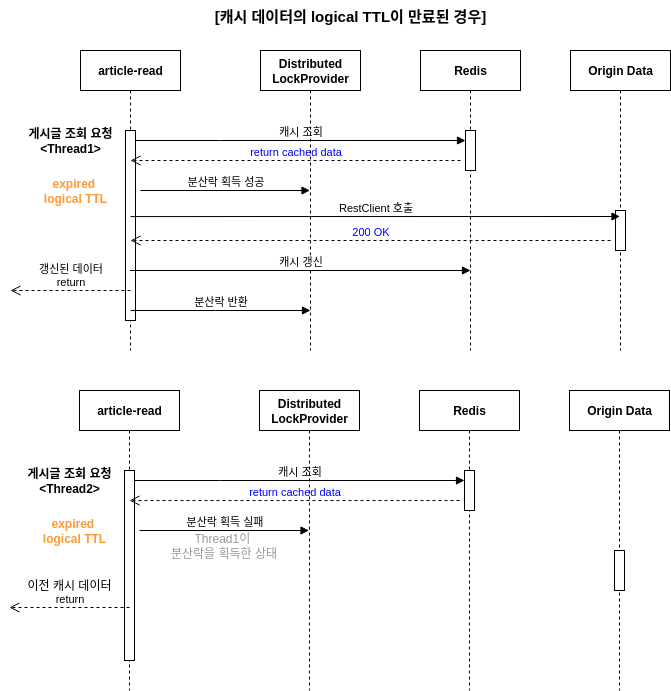 [캐시 데이터의 logical TTL이 만료된 경우]
article-read
Distributed
LockProvider
Redis
Origin Data
게시글 조회 요청
<Thread1>
캐시 조회
return cached data
expired
logical TTL
분산락 획득 성공
RestClient 호출
200 OK
캐시 갱신
갱신된 데이터
return
분산락 반환
article-read
Distributed
LockProvider
Redis
Origin Data
게시글 조회 요청
<Thread2>
캐시 조회
return cached data
expired
logical TTL
분산락 획득 실패
Thread1이
분산락을 획득한 상태
이전 캐시 데이터
return